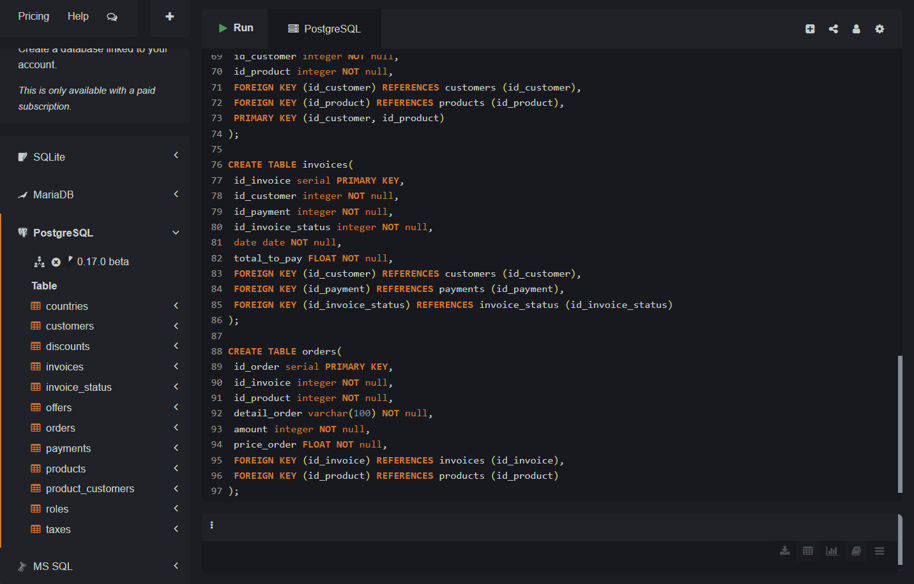 Pricing Help
Create a database linked to your
account.
This is only available with a paid
subscription.
SQLite
MariaDB
PostgreSQL
0.17.0 beta
Table
countries
customers
discounts
invoices
invoice_status
offers
orders
payments
products
product_customers
roles
taxes
MS SQL
Run
PostgreSQL
69 id_customer integer NOT null,
70 id_product integer NOT null,
71 FOREIGN KEY (id_customer) REFERENCES customers (id_customer),
72 FOREIGN KEY (id_product) REFERENCES products (id_product),
73 PRIMARY KEY (id_customer, id_product)
74 );
75
76 CREATE TABLE invoices(
77 id_invoice serial PRIMARY KEY,
78 id_customer integer NOT null,
79 id_payment integer NOT null,
80 id_invoice_status integer NOT null,
81 date date NOT null,
82 total_to_pay FLOAT NOT null,
83 FOREIGN KEY (id_customer) REFERENCES customers (id_customer),
84 FOREIGN KEY (id_payment) REFERENCES payments (id_payment),
85 FOREIGN KEY (id_invoice_status) REFERENCES invoice_status (id_invoice_status)
86 );
87
88 CREATE TABLE orders(
89 id_order serial PRIMARY KEY,
90 id_invoice integer NOT null,
91 id_product integer NOT null,
92 detail_order varchar(100) NOT null,
93 amount integer NOT null,
94 price_order FLOAT NOT null,
95 FOREIGN KEY (id_invoice) REFERENCES invoices (id_invoice),
96 FOREIGN KEY (id_product) REFERENCES products (id_product)
97 );